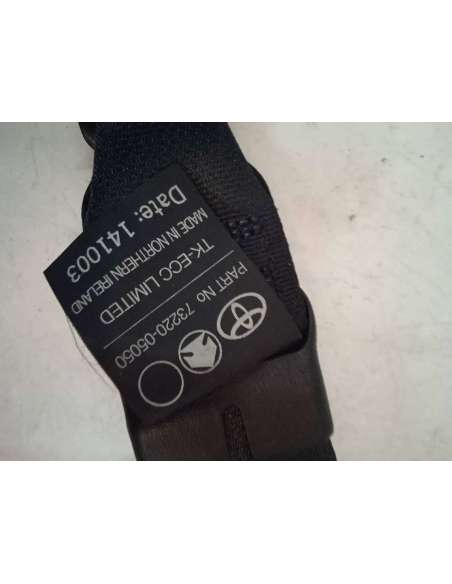 PART No 73220-05050
TK-ECC LIMITED
MADE IN NORTHERN IRELAND
Date: 141003